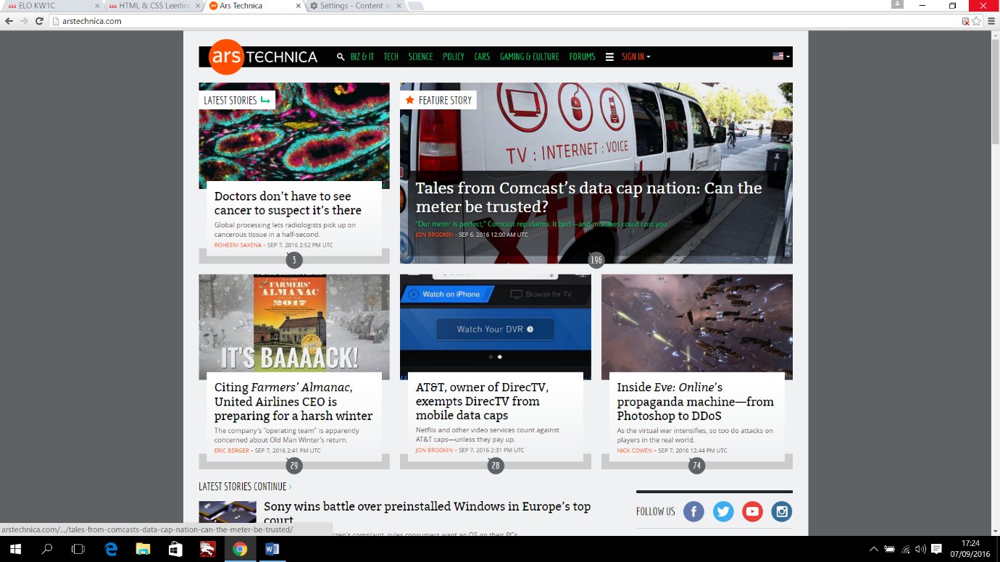 ELO KW1C
HTML & CSS Leerling
Ars Technica
Settings - Content se
arstechnica.com
ars TECHNICA
BIZ & IT TECH SCIENCE POLICY CARS GAMING & CULTURE FORUMS SIGN IN
LATEST STORIES
Doctors don't have to see
cancer to suspect it's there
Global processing lets radiologists pick up on
cancerous tissue in a half-second.
ROHEENI SAXENA – SEP 7, 2016 2:52 PM UTC
3
FEATURE STORY
TV : INTERNET : VOICE
comcast
xfinity
Tales from Comcast's data cap nation: Can the
meter be trusted?
"Our meter is perfect," Comcast rep claims. It isn't—and mistakes could cost you.
JON BRODKIN – SEP 6, 2016 12:00 AM UTC
196
FARMERS'
ALMANAC
2017
IT'S BAAAACK!
Citing Farmers' Almanac,
United Airlines CEO is
preparing for a harsh winter
The company's "operating team" is apparently
concerned about Old Man Winter's return.
ERIC BERGER – SEP 7, 2016 2:41 PM UTC
29
Watch on iPhone
Browse for TV
Watch Your DVR
AT&T, owner of DirecTV,
exempts DirecTV from
mobile data caps
Netflix and other video services count against
AT&T caps—unless they pay up.
JON BRODKIN – SEP 7, 2016 2:31 PM UTC
28
Inside Eve: Online's
propaganda machine—from
Photoshop to DDoS
As the virtual war intensifies, so too do attacks on
players in the real world.
NICK COWEN – SEP 7, 2016 12:44 PM UTC
74
LATEST STORIES CONTINUE
Sony wins battle over preinstalled Windows in Europe's top
court
complaint, rules consumers want an OS on their PCs.
FOLLOW US
arstechnica.com/.../tales-from-comcasts-data-cap-nation-can-the-meter-be-trusted/
17:24
07/09/2016